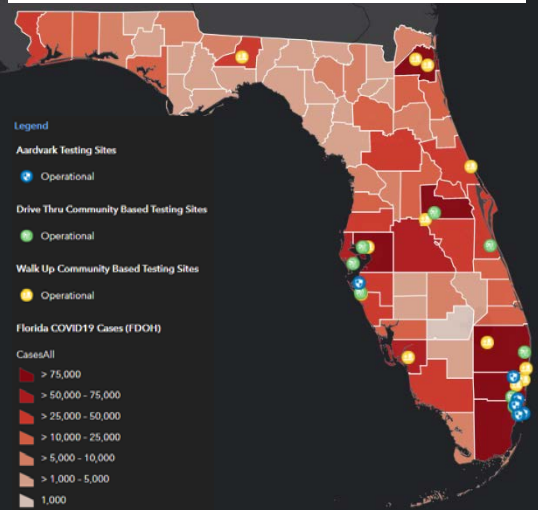 Legend
Aardvark Testing Sites
Operational
Drive Thru Community Based Testing Sites
Operational
Walk Up Community Based Testing Sites
Operational
Florida COVID19 Cases (FDOH)
CasesAll
> 75,000
> 50,000 - 75,000
> 25,000 - 50,000
> 10,000 - 25,000
> 5,000 - 10,000
> 1,000 - 5,000
1,000